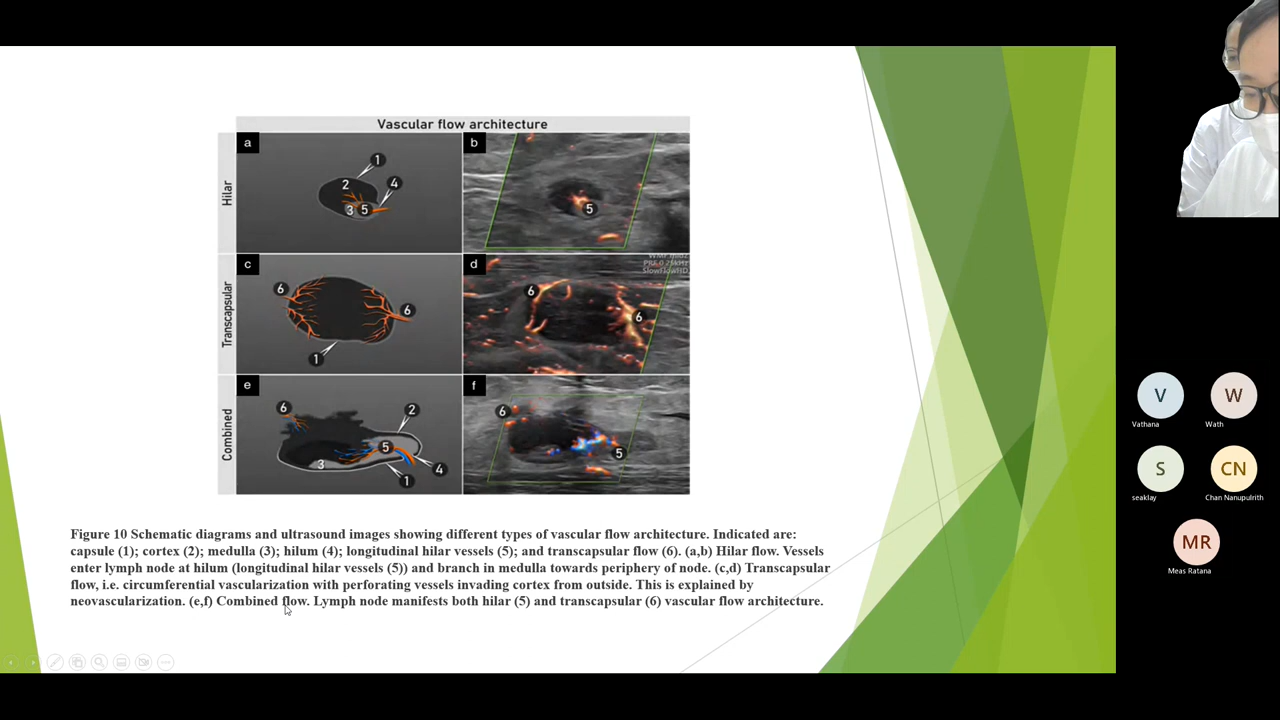 Vascular flow architecture
Hilar
a
1
2
4
3
5
b
5
Transcapsular
c
6
6
1
d
6
6
SlowFlowHD
Combined
e
6
2
5
3
4
1
f
6
5
Figure 10 Schematic diagrams and ultrasound images showing different types of vascular flow architecture. Indicated are:
capsule (1); cortex (2); medulla (3); hilum (4); longitudinal hilar vessels (5); and transcapsular flow (6). (a,b) Hilar flow. Vessels
enter lymph node at hilum (longitudinal hilar vessels (5)) and branch in medulla towards periphery of node. (c,d) Transcapsular
flow, i.e. circumferential vascularization with perforating vessels invading cortex from outside. This is explained by
neovascularization. (e,f) Combined flow. Lymph node manifests both hilar (5) and transcapsular (6) vascular flow architecture.
V
Vathana
W
Wath
S
seaklay
CN
Chan Nanupulrith
MR
Meas Ratana